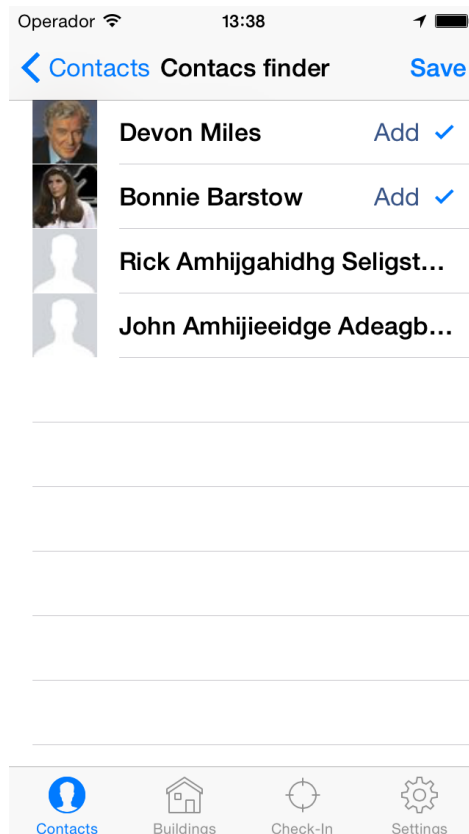 Operador 13:38
Contacts Contacs finder Save
Devon Miles Add
Bonnie Barstow Add
Rick Amhijgahidhg Seligst...
John Amhijieeidge Adeagb...
Contacts Buildings Check-In Settings